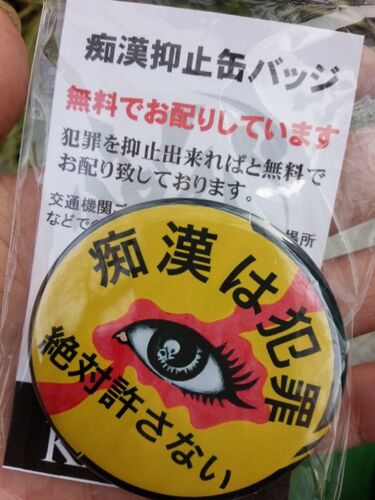 痴漢抑止缶バッジ
無料でお配りしています
犯罪を抑止出来ればと無料で
お配り致しております。
交通機関
場所
などで
痴漢は犯罪
絶対許さない